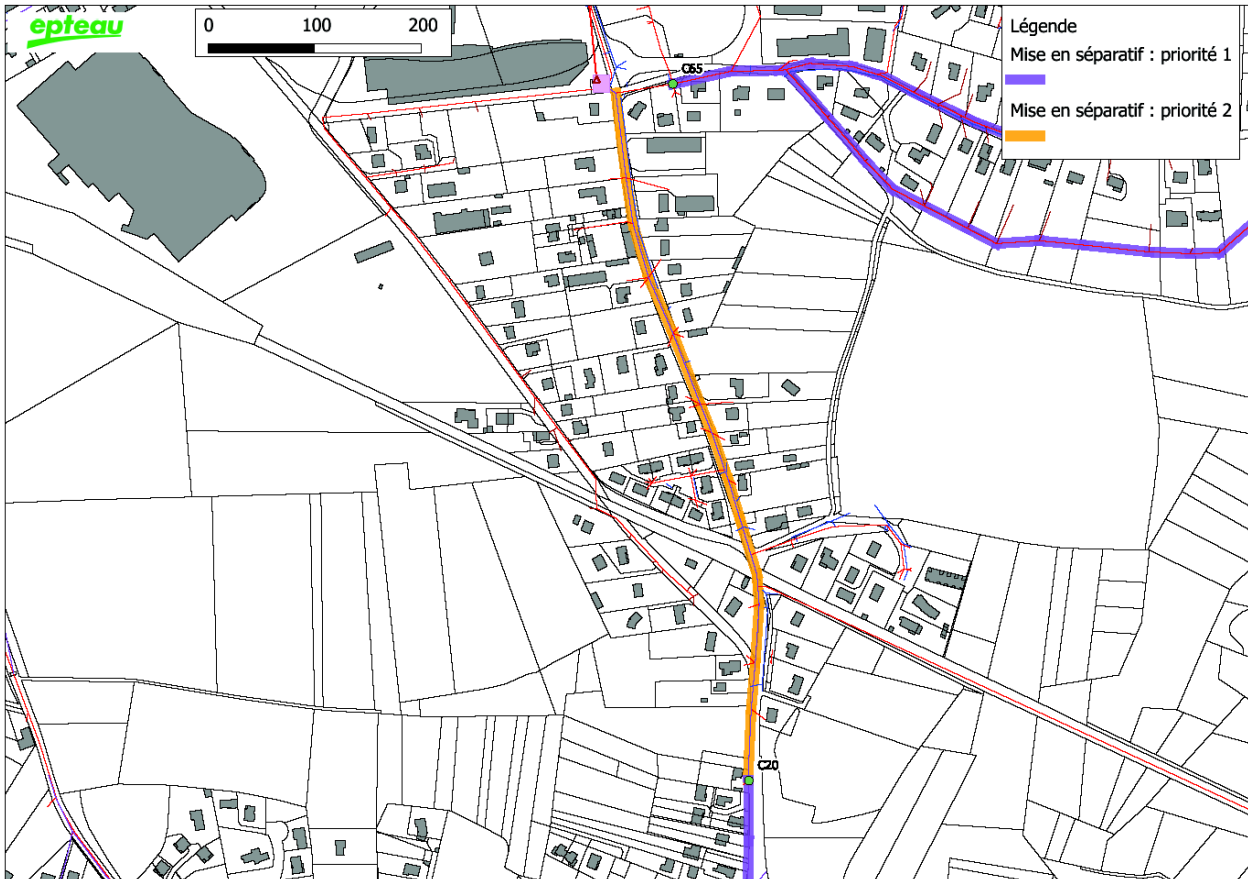 epteau
0 100 200
Légende
Mise en séparatif : priorité 1
Mise en séparatif : priorité 2
C65
C20